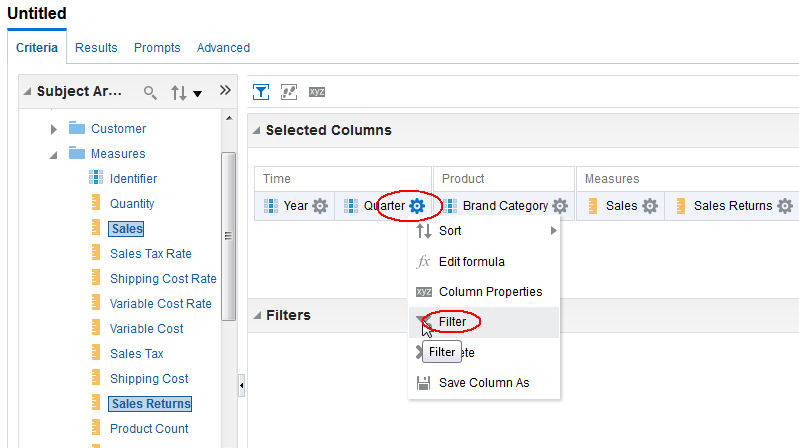 Untitled
Criteria Results Prompts Advanced
Subject Ar...
Customer
Measures
Identifier
Quantity
Sales
Sales Tax Rate
Shipping Cost Rate
Variable Cost Rate
Variable Cost
Sales Tax
Shipping Cost
Sales Returns
Product Count
xyz
Selected Columns
Time Product Measures
Year Quarter Brand Category Sales Sales Returns
Sort
fx Edit formula
xyz Column Properties
Filter
Filter
Save Column As
Filters